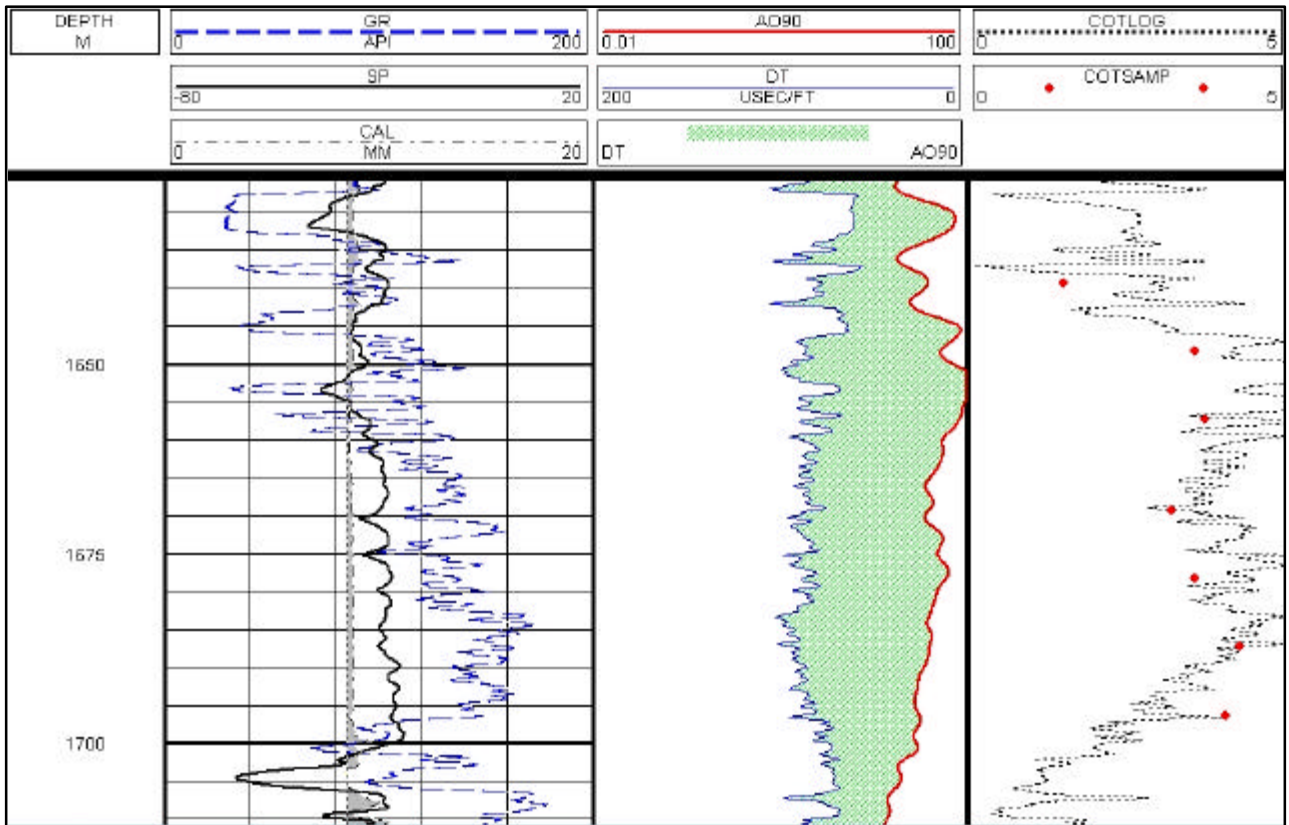 DEPTH
M
GR
0 API 200
SP
-80 20
CAL
0 MM 20
AO90
0.01 100
DT
200 USEC/FT 0
DT AO90
COTLOG
0 5
COTSAMP
0 5
1650
1675
1700